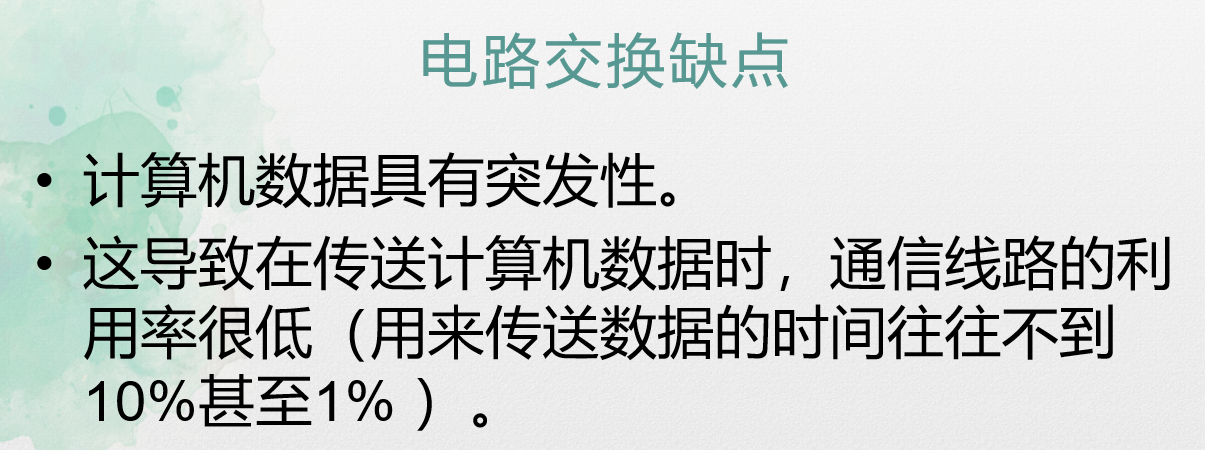 电路交换缺点
• 计算机数据具有突发性。
• 这导致在传送计算机数据时，通信线路的利
用率很低（用来传送数据的时间往往不到
10%甚至1% ）。